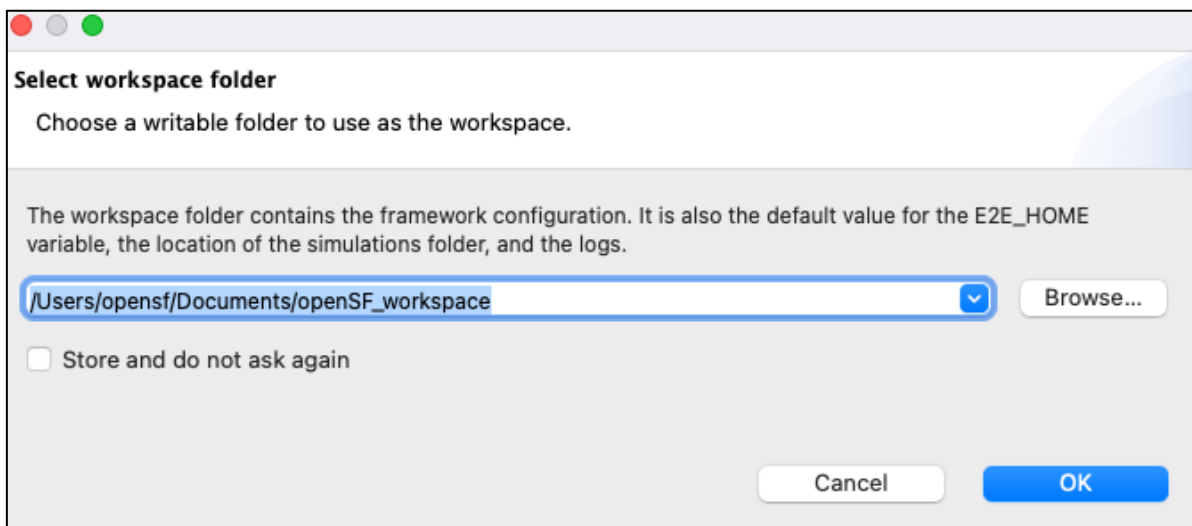 Select workspace folder
Choose a writable folder to use as the workspace.
The workspace folder contains the framework configuration. It is also the default value for the E2E_HOME
variable, the location of the simulations folder, and the logs.
/Users/opensf/Documents/openSF_workspace
Browse...
Store and do not ask again
Cancel
OK